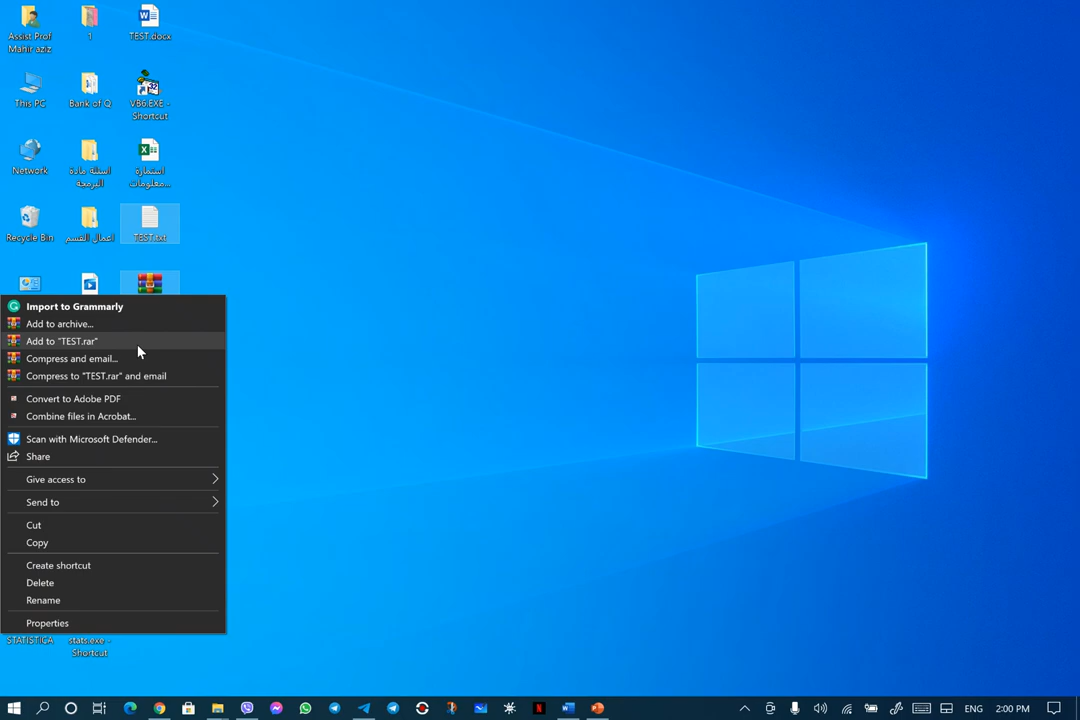 Assist.Prof
Mahir aziz
1
TEST.docx
This PC
Bank of Q
VB6.EXE -
Shortcut
Network
اسئلة مادة
البرمجة
استمارة
معلومات...
Recycle Bin
اعمال القسم
TEST.txt
Import to Grammarly
Add to archive...
Add to "TEST.rar"
Compress and email...
Compress to "TEST.rar" and email
Convert to Adobe PDF
Combine files in Acrobat...
Scan with Microsoft Defender...
Share
Give access to
Send to
Cut
Copy
Create shortcut
Delete
Rename
Properties
STATISTICA
stats.exe -
Shortcut
ENG
2:00 PM